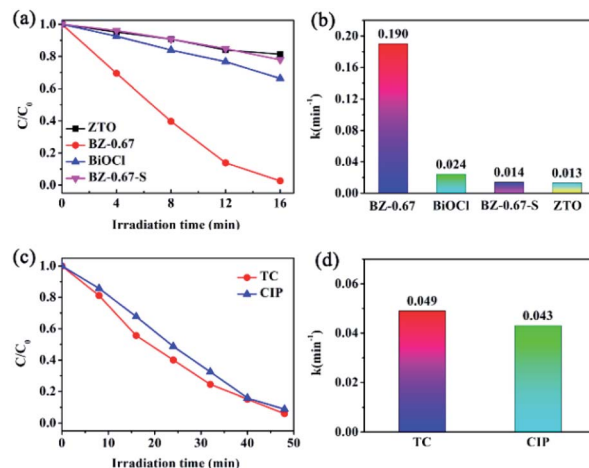 (a)
1.0
0.8
0.6
0.4
0.2
0.0
C/C0
ZTO
BZ-0.67
BiOCl
BZ-0.67-S
0 4 8 12 16
Irradiation time (min)
(b)
0.20
0.16
0.12
0.08
0.04
0.00
k(min-1)
0.190
0.024
0.014
0.013
BZ-0.67 BiOCl BZ-0.67-S ZTO
(c)
1.0
0.8
0.6
0.4
0.2
0.0
C/C0
TC
CIP
0 10 20 30 40 50
Irradiation time (min)
(d)
0.06
0.04
0.02
0.00
k(min-1)
0.049
0.043
TC CIP